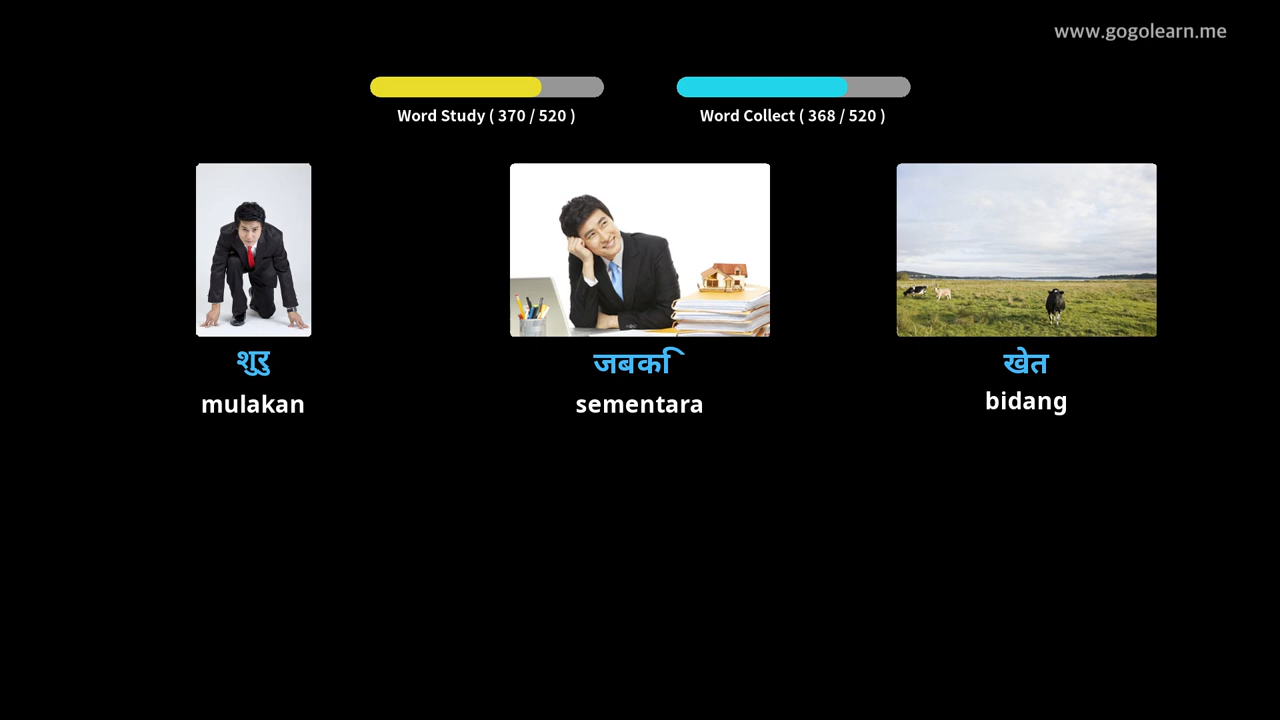 www.gogolearn.me
Word Study ( 370 / 520 )
Word Collect ( 368 / 520 )
शुरु
जबकि
खेत
mulakan
sementara
bidang